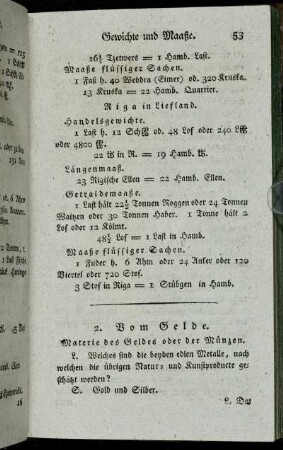 Gewichte und Maaße. 53
16½ Tzetwers = 1 Hamb. Last.
Maaße flüssiger Sachen.
1 Faß h. 40 Weddra (Eimer) od. 320 Kruska.
13 Kruska = 22 Hamb. Quartier.
Riga in Liefland.
Handelsgewichte.
1 Last h. 12 Sch℔ od. 48 Lof oder 240 L℔
oder 4800 ℔.
22 ℔ in R. = 19 Hamb. ℔.
Längenmaaß.
23 Rigische Ellen = 22 Hamb. Ellen.
Getraidemaaße.
1 Last hält 22½ Tonnen Roggen oder 24 Tonnen
Waitzen oder 30 Tonnen Haber. 1 Tonne hält 2
Lof oder 12 Külmt.
48½ Lof = 1 Last in Hamb.
Maaße flüssiger Sachen.
1 Fuder h. 6 Ahm oder 24 Anker oder 120
Viertel oder 720 Stof.
3 Stof in Riga = 1 Stübgen in Hamb.
2. Vom Gelde.
Materie des Geldes oder der Münzen.
L. Welches sind die beyden edlen Metalle, nach
welchen die übrigen Natur- und Kunstproducte ge-
schätzt werden?
S. Gold und Silber.
L. Das